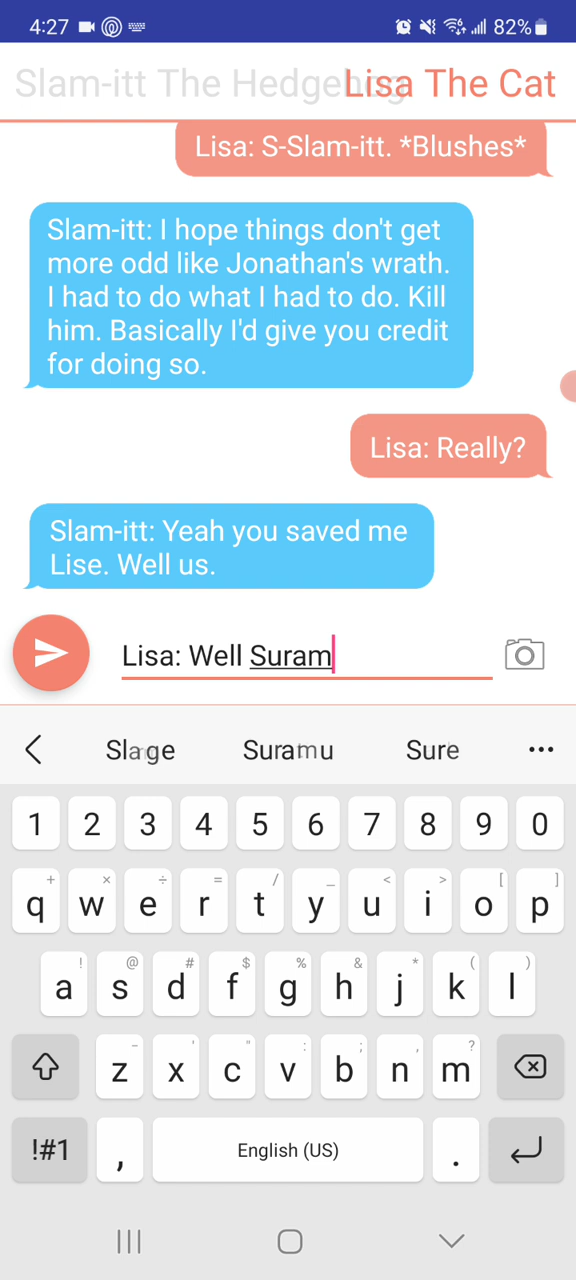 4:27 82%
Slam-itt The Hedgehog Lisa The Cat
Lisa: S-Slam-itt. *Blushes*
Slam-itt: I hope things don't get
more odd like Jonathan's wrath.
I had to do what I had to do. Kill
him. Basically I'd give you credit
for doing so.
Lisa: Really?
Slam-itt: Yeah you saved me
Lise. Well us.
Lisa: Well Suram
Suramu Sure •••
1 2 3 4 5 6 7 8 9 0
+ × ÷ = / _ < > [ ]
q w e r t y u i o p
! @ # $ % ^ & * ( )
a s d f g h j k l
- ' " : ; , ?
z x c v b n m
!#1 , English (US) .